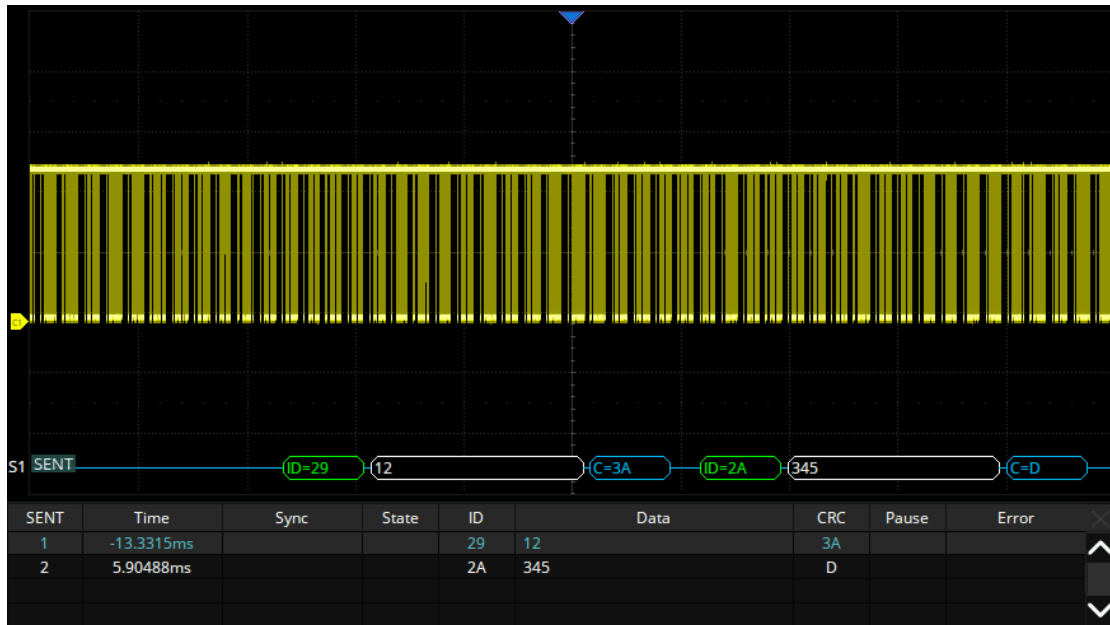 S1 SENT ID=29 12 C=3A ID=2A 345 C=D
SENT Time Sync State ID Data CRC Pause Error
1 -13.3315ms 29 12 3A
2 5.90488ms 2A 345 D